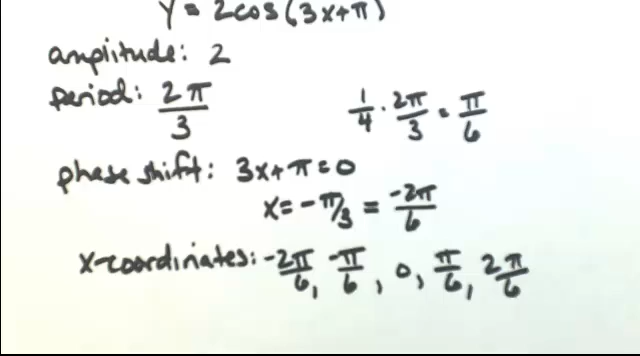 y = 2cos(3x+π)
amplitude: 2
period: 2π/3
1/4 · 2π/3 = π/6
phase shift: 3x+π=0
x = -π/3 = -2π/6
x-coordinates: -2π/6, -π/6, 0, π/6, 2π/6